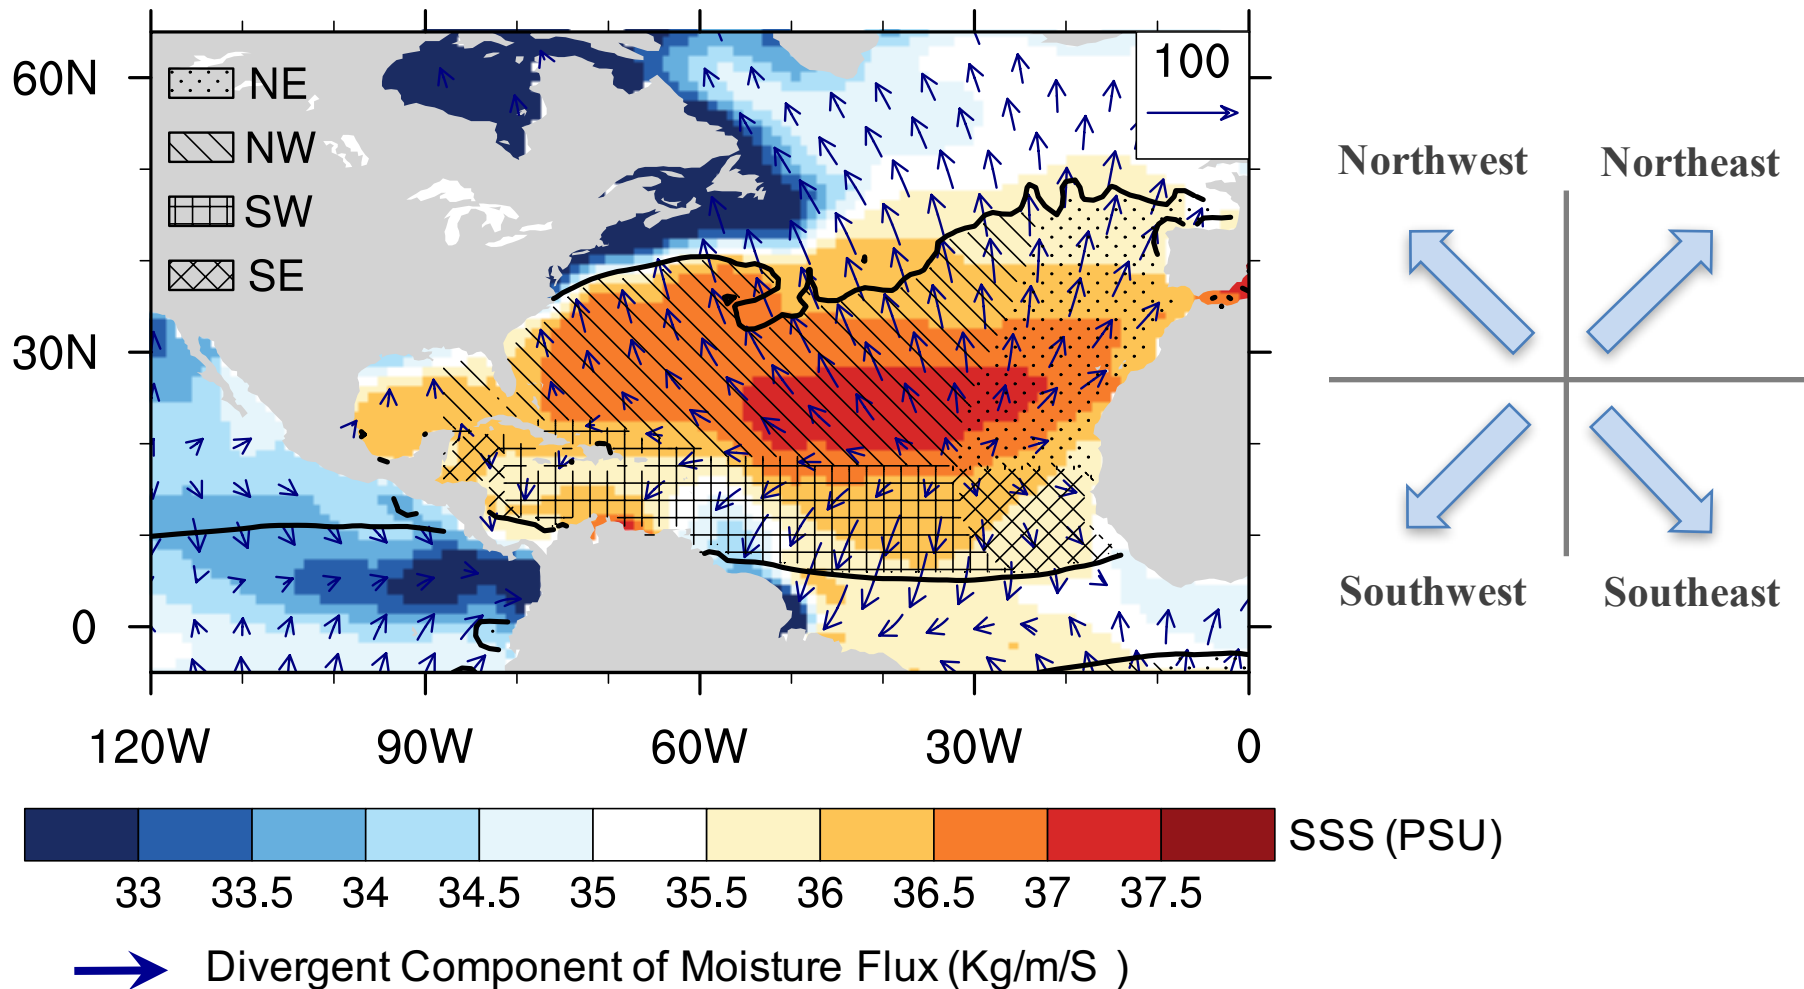 60N
30N
0
NE
NW
SW
SE
100
120W 90W 60W 30W 0
Northwest Northeast
Southwest Southeast
33 33.5 34 34.5 35 35.5 36 36.5 37 37.5
SSS (PSU)
Divergent Component of Moisture Flux (Kg/m/S )